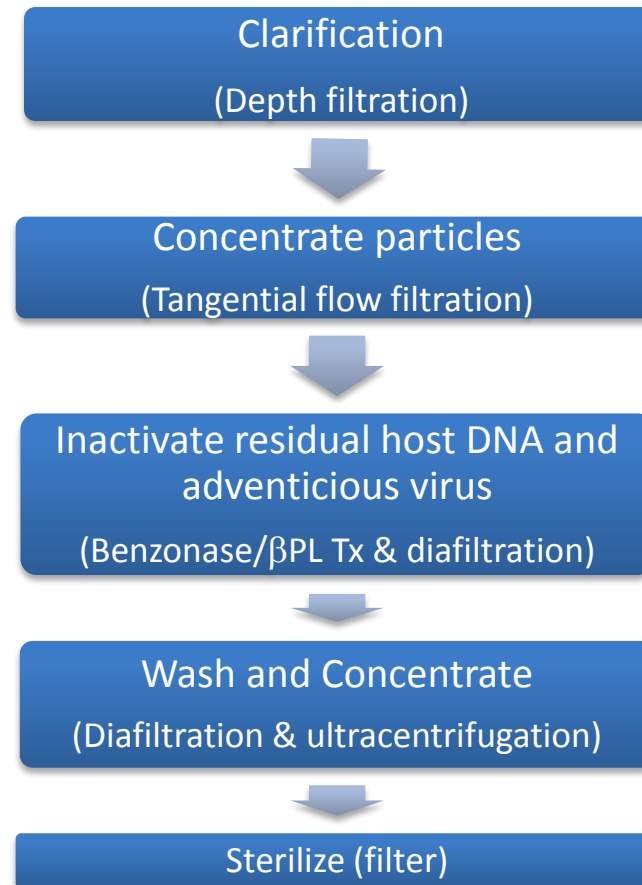 Clarification
(Depth filtration)
Concentrate particles
(Tangential flow filtration)
Inactivate residual host DNA and
adventicious virus
(Benzonase/βPL Tx & diafiltration)
Wash and Concentrate
(Diafiltration & ultracentrifugation)
Sterilize (filter)